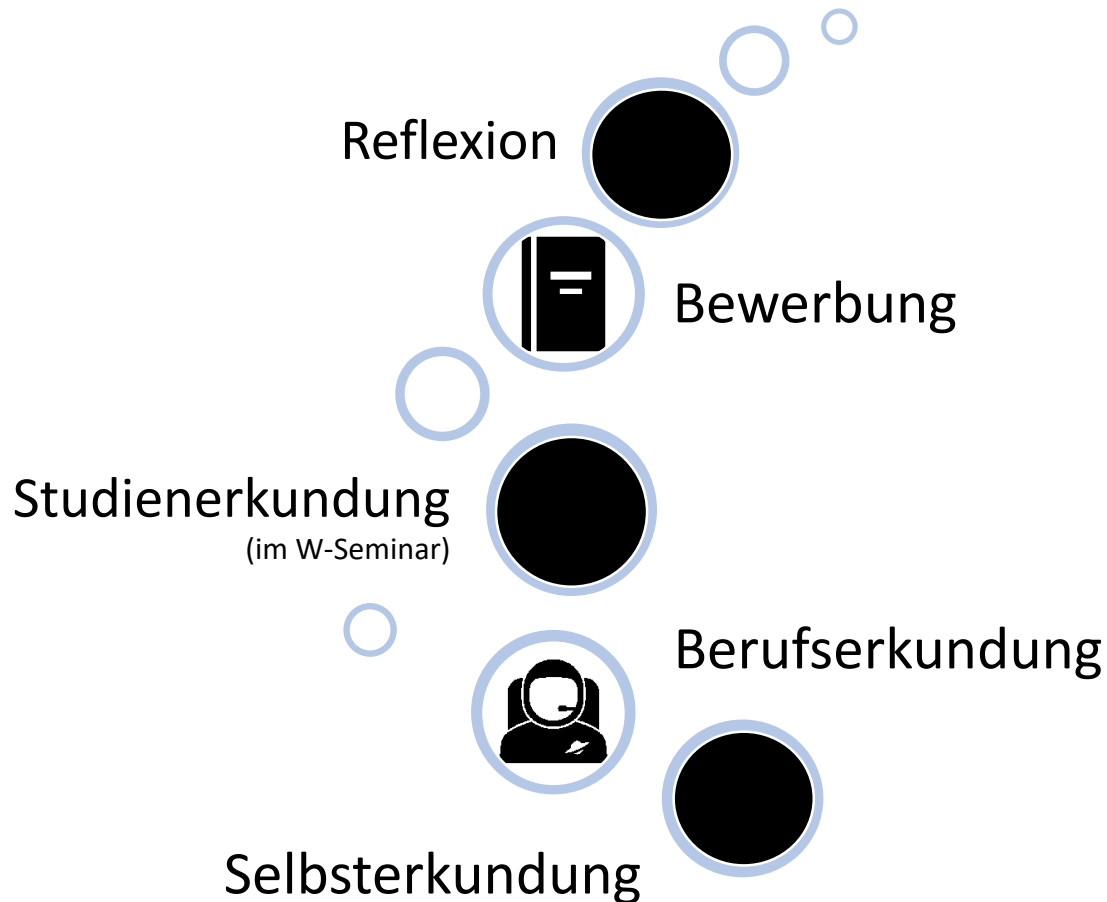 Reflexion
Bewerbung
Studienerkundung
(im W-Seminar)
Berufserkundung
Selbsterkundung